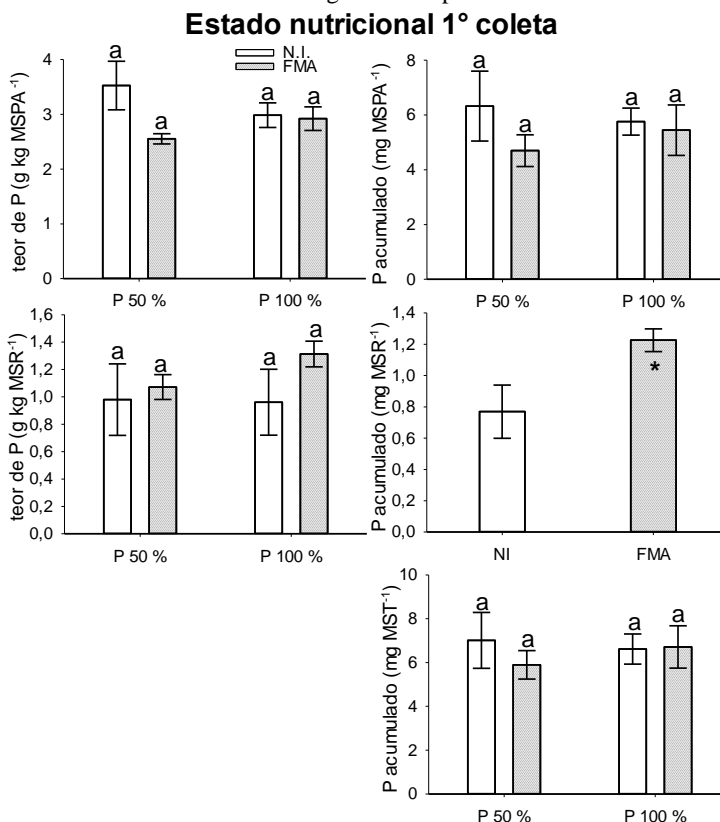 Estado nutricional 1° coleta
teor de P (g kg MSPA⁻¹)
4
3
2
1
0
a
a
a
a
N.I.
FMA
P 50 %
P 100 %
P acumulado (mg MSPA⁻¹)
8
6
4
2
0
a
a
a
a
P 50 %
P 100 %
teor de P (g kg MSR⁻¹)
1,6
1,4
1,2
1,0
0,8
0,6
0,4
0,2
0,0
a
a
a
a
P 50 %
P 100 %
P acumulado (mg MSR⁻¹)
1,4
1,2
1,0
0,8
0,6
0,4
0,2
0,0
*
NI
FMA
P acumulado (mg MST⁻¹)
10
8
6
4
2
0
a
a
a
a
P 50 %
P 100 %